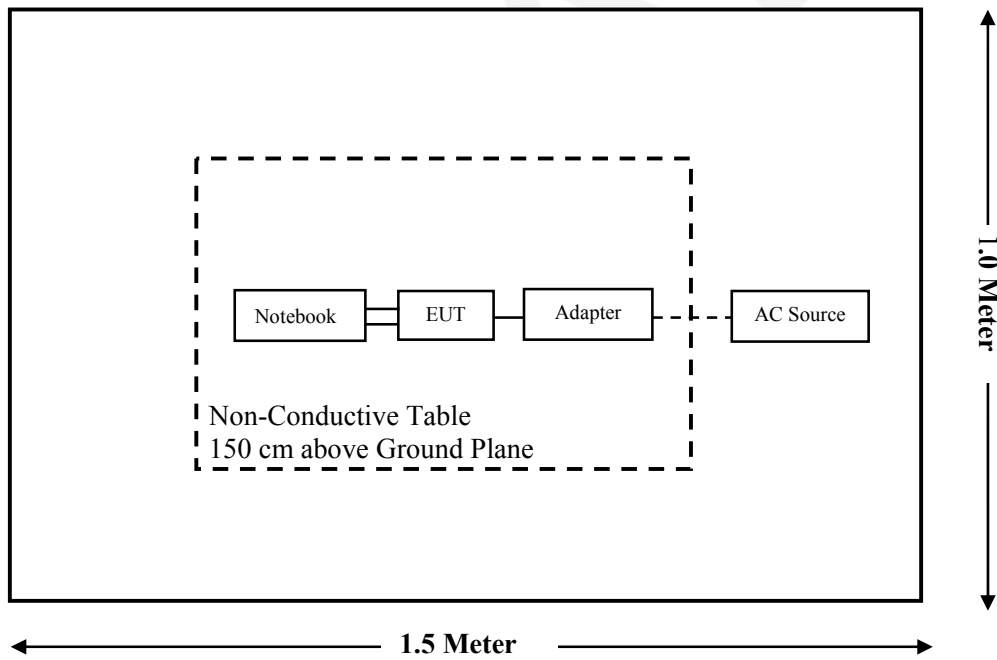 Notebook
EUT
Adapter
AC Source
Non-Conductive Table
150 cm above Ground Plane
1.0 Meter
1.5 Meter